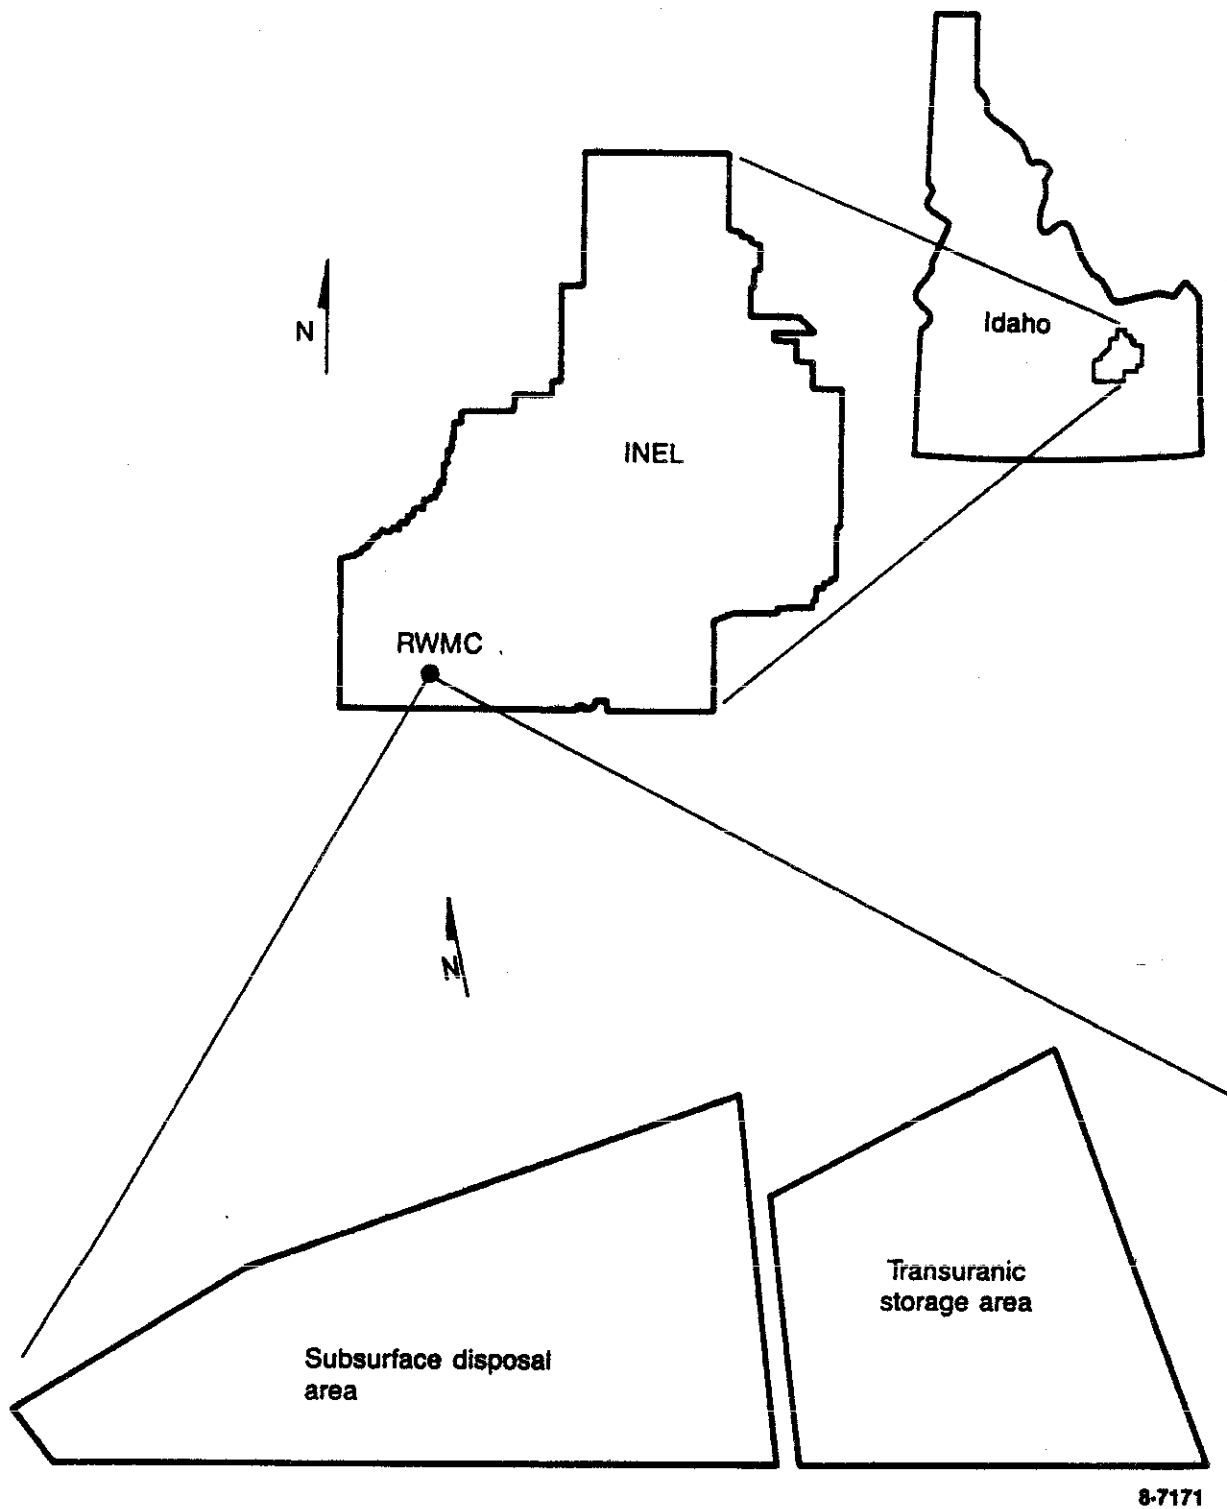 N
Idaho
INEL
RWMC
N
Transuranic
storage area
Subsurface disposal
area
8-7171